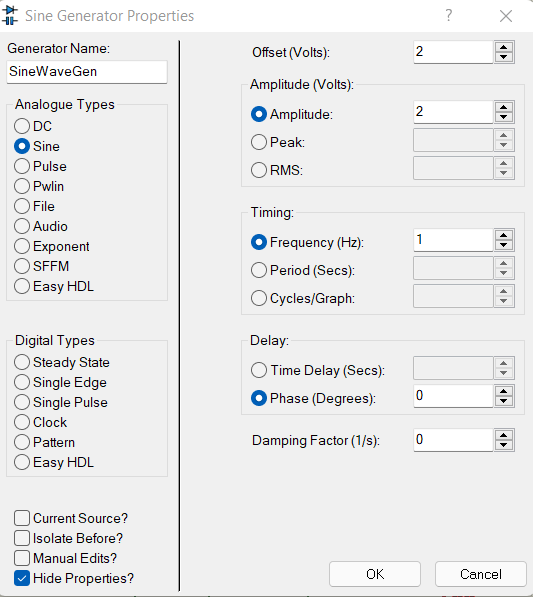 Sine Generator Properties
?
Generator Name:
SineWaveGen
Analogue Types
DC
Sine
Pulse
Pwlin
File
Audio
Exponent
SFFM
Easy HDL
Digital Types
Steady State
Single Edge
Single Pulse
Clock
Pattern
Easy HDL
Current Source?
Isolate Before?
Manual Edits?
Hide Properties?
Offset (Volts): 2
Amplitude (Volts):
Amplitude: 2
Peak:
RMS:
Timing:
Frequency (Hz): 1
Period (Secs):
Cycles/Graph:
Delay:
Time Delay (Secs):
Phase (Degrees): 0
Damping Factor (1/s): 0
OK Cancel